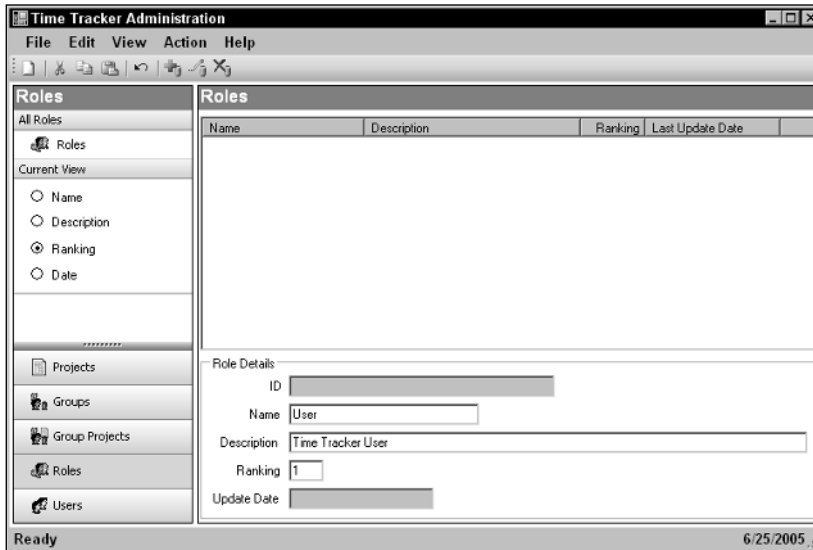 Time Tracker Administration
File Edit View Action Help
Roles
All Roles
Roles
Current View
Name
Description
Ranking
Date
Projects
Groups
Group Projects
Roles
Users
Roles
Name Description Ranking Last Update Date
Role Details
ID
Name User
Description Time Tracker User
Ranking 1
Update Date
Ready 6/25/2005